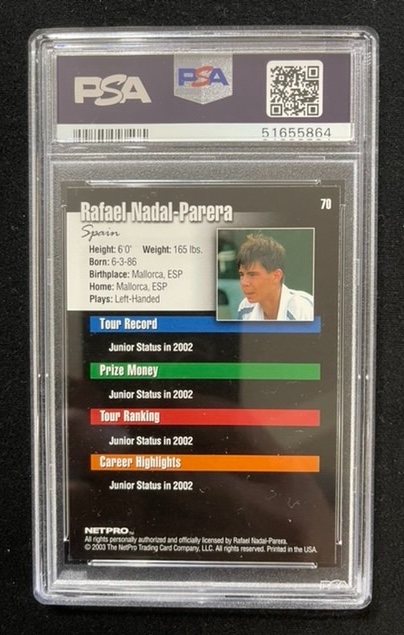 PSA
PSA
51655864
Rafael Nadal-Parera
70
Spain
Height: 6'0" Weight: 165 lbs.
Born: 6-3-86
Birthplace: Mallorca, ESP
Home: Mallorca, ESP
Plays: Left-Handed
Tour Record
Junior Status in 2002
Prize Money
Junior Status in 2002
Tour Ranking
Junior Status in 2002
Career Highlights
Junior Status in 2002
NETPRO™
All rights personally authorized and officially licensed by Rafael Nadal-Parera.
© 2003 The NetPro Trading Card Company, LLC. All rights reserved. Printed in the USA.
PSA